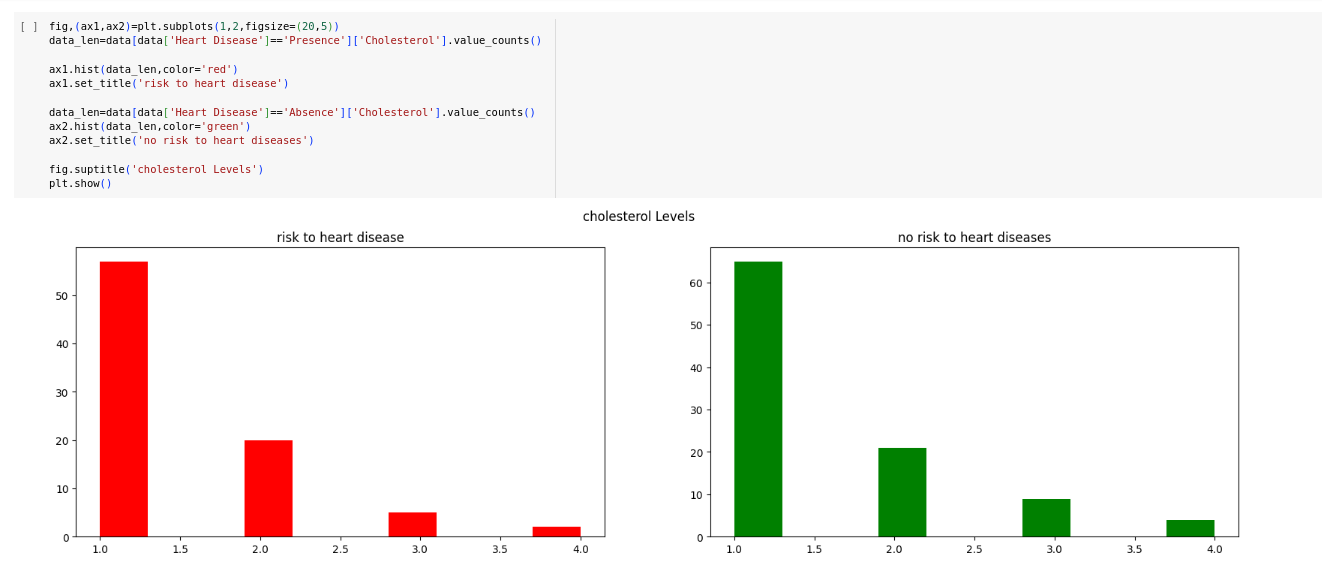 [ ] fig,(ax1,ax2)=plt.subplots(1,2,figsize=(20,5))
data_len=data[data['Heart Disease']=='Presence']['Cholesterol'].value_counts()
ax1.hist(data_len,color='red')
ax1.set_title('risk to heart disease')
data_len=data[data['Heart Disease']=='Absence']['Cholesterol'].value_counts()
ax2.hist(data_len,color='green')
ax2.set_title('no risk to heart diseases')
fig.suptitle('cholesterol Levels')
plt.show()
cholesterol Levels
risk to heart disease
50
40
30
20
10
0
1.0 1.5 2.0 2.5 3.0 3.5 4.0
no risk to heart diseases
60
50
40
30
20
10
0
1.0 1.5 2.0 2.5 3.0 3.5 4.0